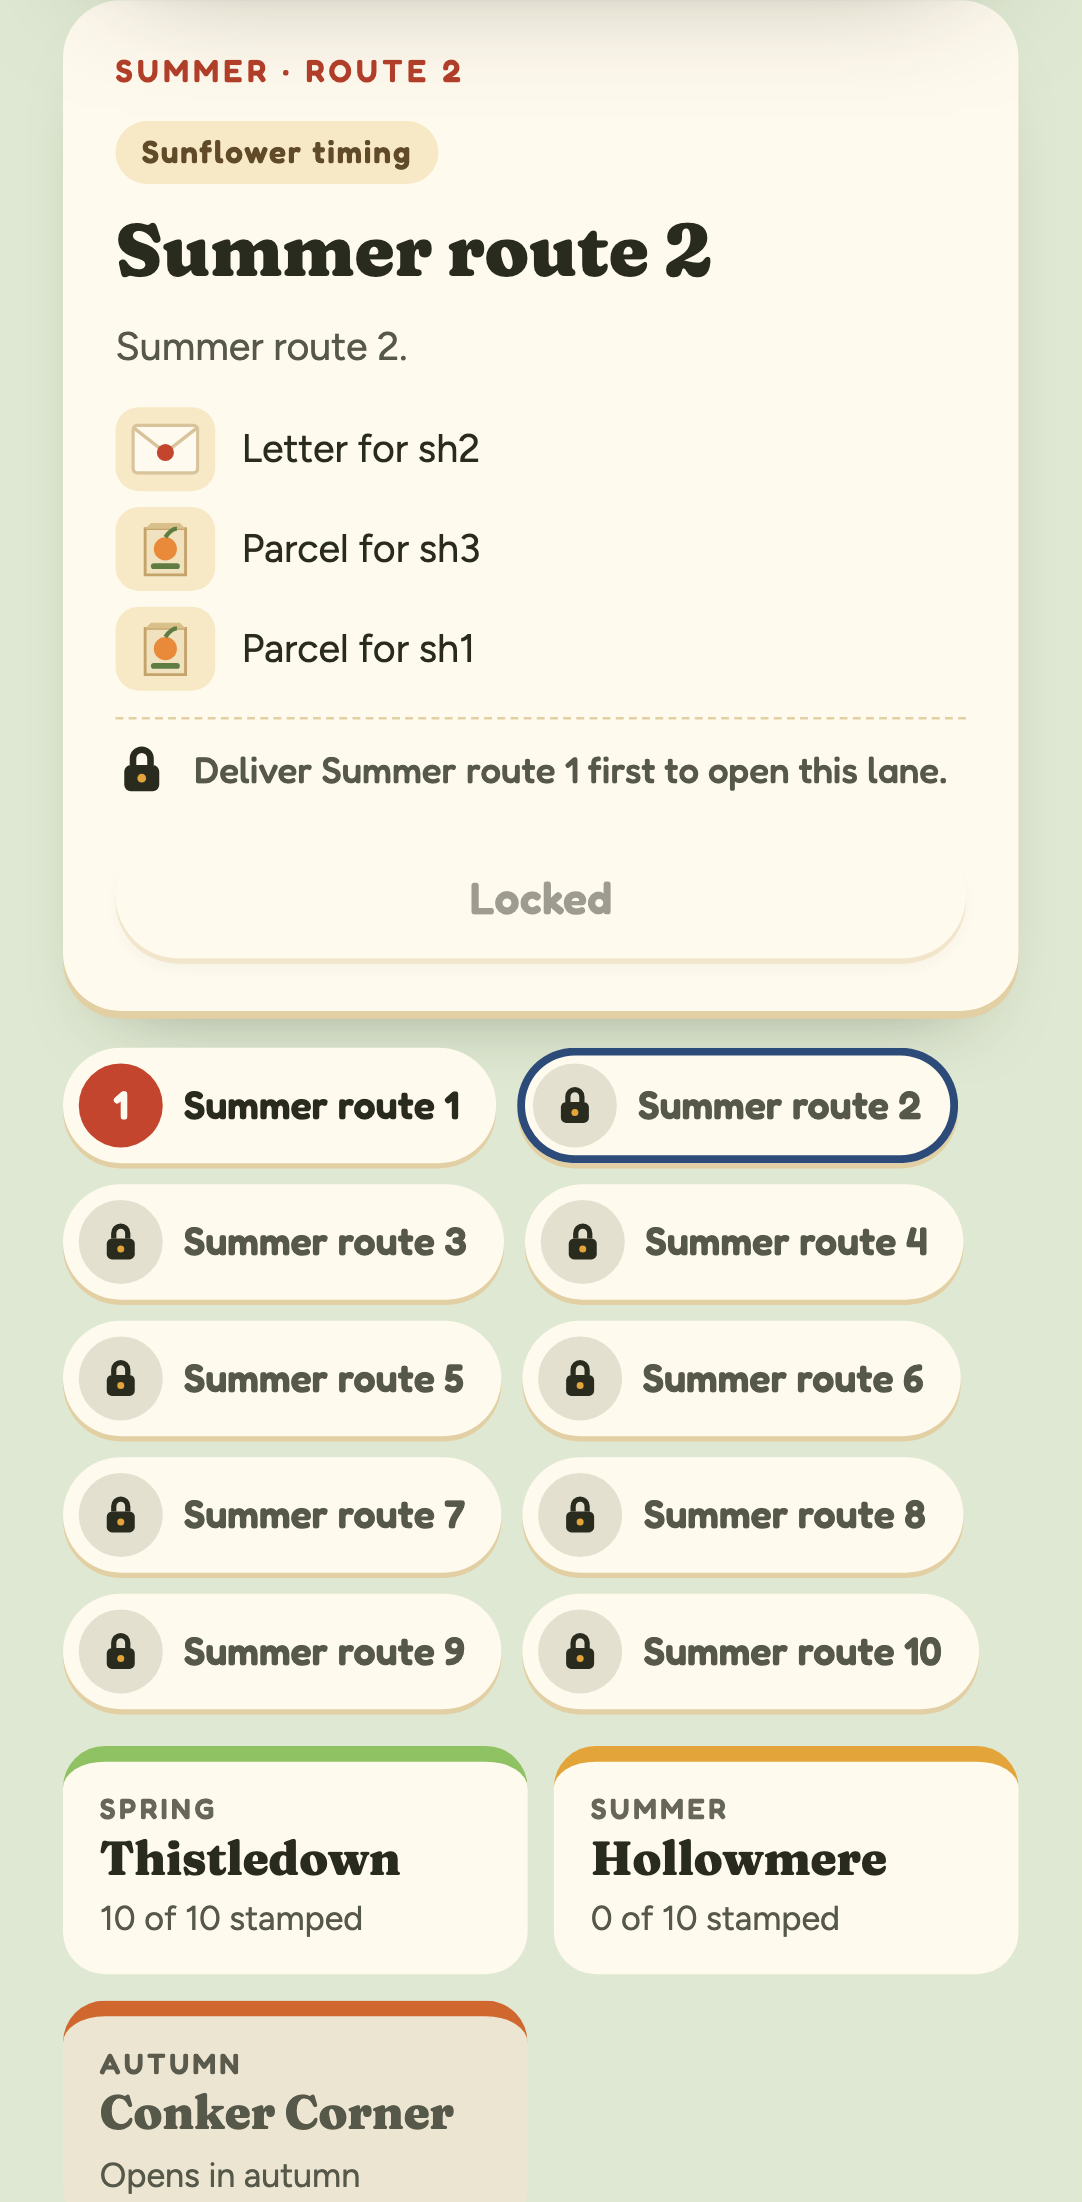 SUMMER · ROUTE 2
Sunflower timing
Summer route 2
Summer route 2.
Letter for sh2
Parcel for sh3
Parcel for sh1
Deliver Summer route 1 first to open this lane.
Locked
1 Summer route 1
Summer route 2
Summer route 3
Summer route 4
Summer route 5
Summer route 6
Summer route 7
Summer route 8
Summer route 9
Summer route 10
SPRING
Thistledown
10 of 10 stamped
SUMMER
Hollowmere
0 of 10 stamped
AUTUMN
Conker Corner
Opens in autumn